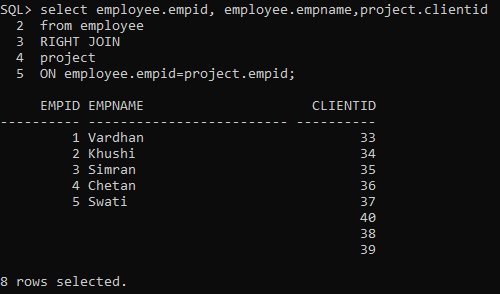 SQL> select employee.empid, employee.empname,project.clientid
2 from employee
3 RIGHT JOIN
4 project
5 ON employee.empid=project.empid;
EMPID EMPNAME CLIENTID
---------- ------------------------- ----------
1 Vardhan 33
2 Khushi 34
3 Simran 35
4 Chetan 36
5 Swati 37
40
38
39
8 rows selected.